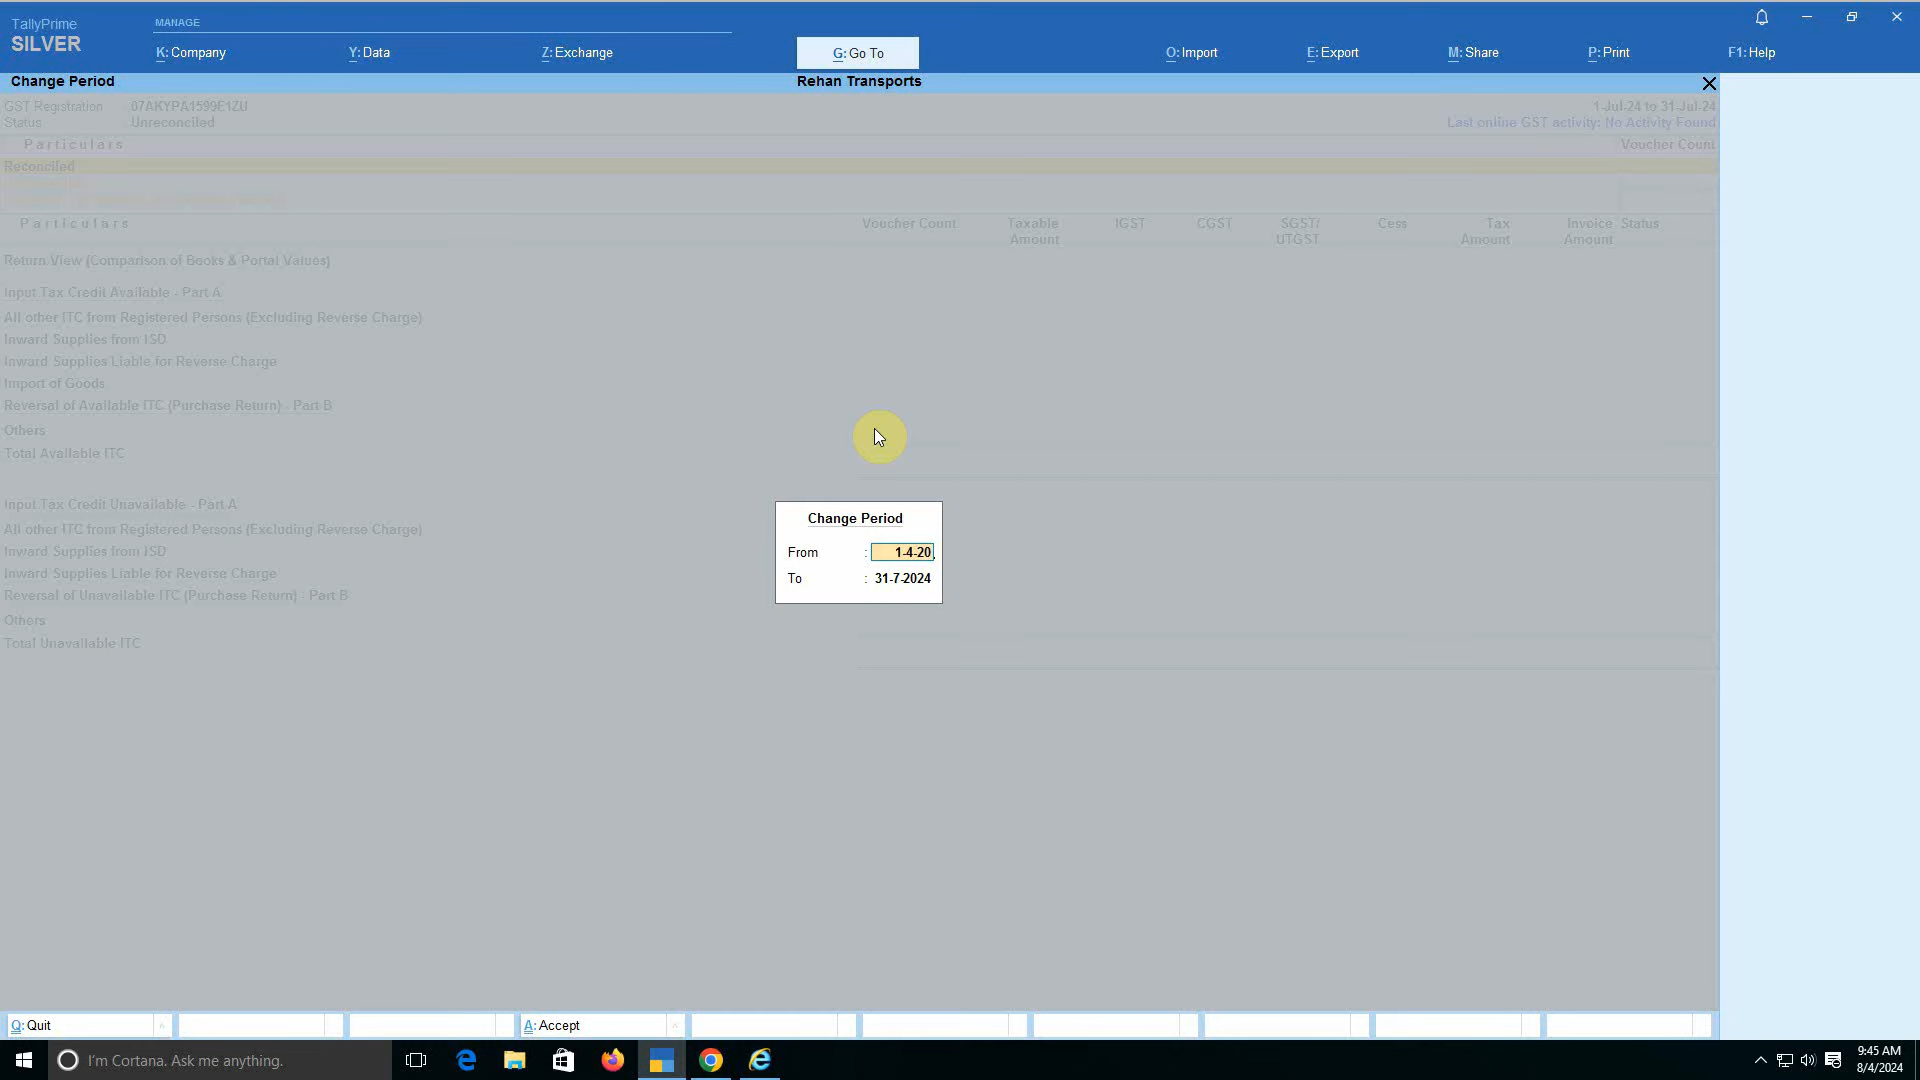 TallyPrime
SILVER
MANAGE
K: Company
Y: Data
Z: Exchange
G: Go To
O: Import
E: Export
M: Share
P: Print
F1: Help
Change Period
Rehan Transports
GST Registration : 07AKYPA1599E1ZU
1-Jul-24 to 31-Jul-24
Status : Unreconciled
Last online GST activity: No Activity Found
Particulars
Voucher Count
Reconciled
Particulars
Voucher Count
Taxable Amount
IGST
CGST
SGST/ UTGST
Cess
Tax Amount
Invoice Amount
Status
Return View (Comparison of Books & Portal Values)
Input Tax Credit Available - Part A
All other ITC from Registered Persons (Excluding Reverse Charge)
Inward Supplies from ISD
Inward Supplies Liable for Reverse Charge
Import of Goods
Reversal of Available ITC (Purchase Return) - Part B
Others
Total Available ITC
Input Tax Credit Unavailable - Part A
All other ITC from Registered Persons (Excluding Reverse Charge)
Inward Supplies from ISD
Inward Supplies Liable for Reverse Charge
Reversal of Unavailable ITC (Purchase Return) - Part B
Others
Total Unavailable ITC
Change Period
From : 1-4-20
To : 31-7-2024
Q: Quit
A: Accept
I'm Cortana. Ask me anything.
9:45 AM
8/4/2024